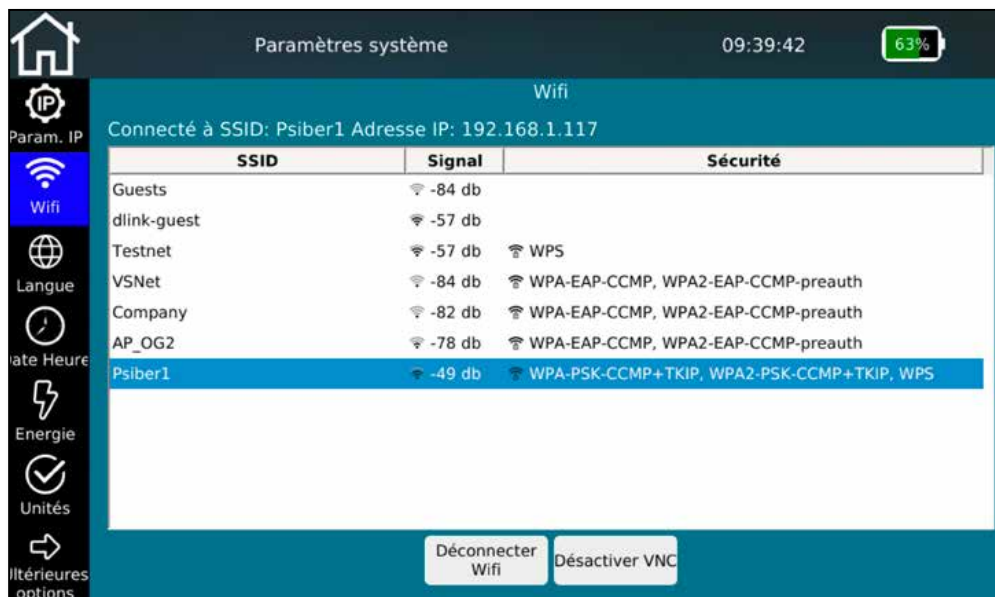 Paramètres système 09:39:42 63%
IP
Param. IP
Wifi
Langue
ate Heure
Energie
Unités
ltérieures
options
Wifi
Connecté à SSID: Psiber1 Adresse IP: 192.168.1.117
SSID Signal Sécurité
Guests -84 db
dlink-guest -57 db
Testnet -57 db WPS
VSNet -84 db WPA-EAP-CCMP, WPA2-EAP-CCMP-preauth
Company -82 db WPA-EAP-CCMP, WPA2-EAP-CCMP-preauth
AP_OG2 -78 db WPA-EAP-CCMP, WPA2-EAP-CCMP-preauth
Psiber1 -49 db WPA-PSK-CCMP+TKIP, WPA2-PSK-CCMP+TKIP, WPS
Déconnecter
Wifi
Désactiver VNC